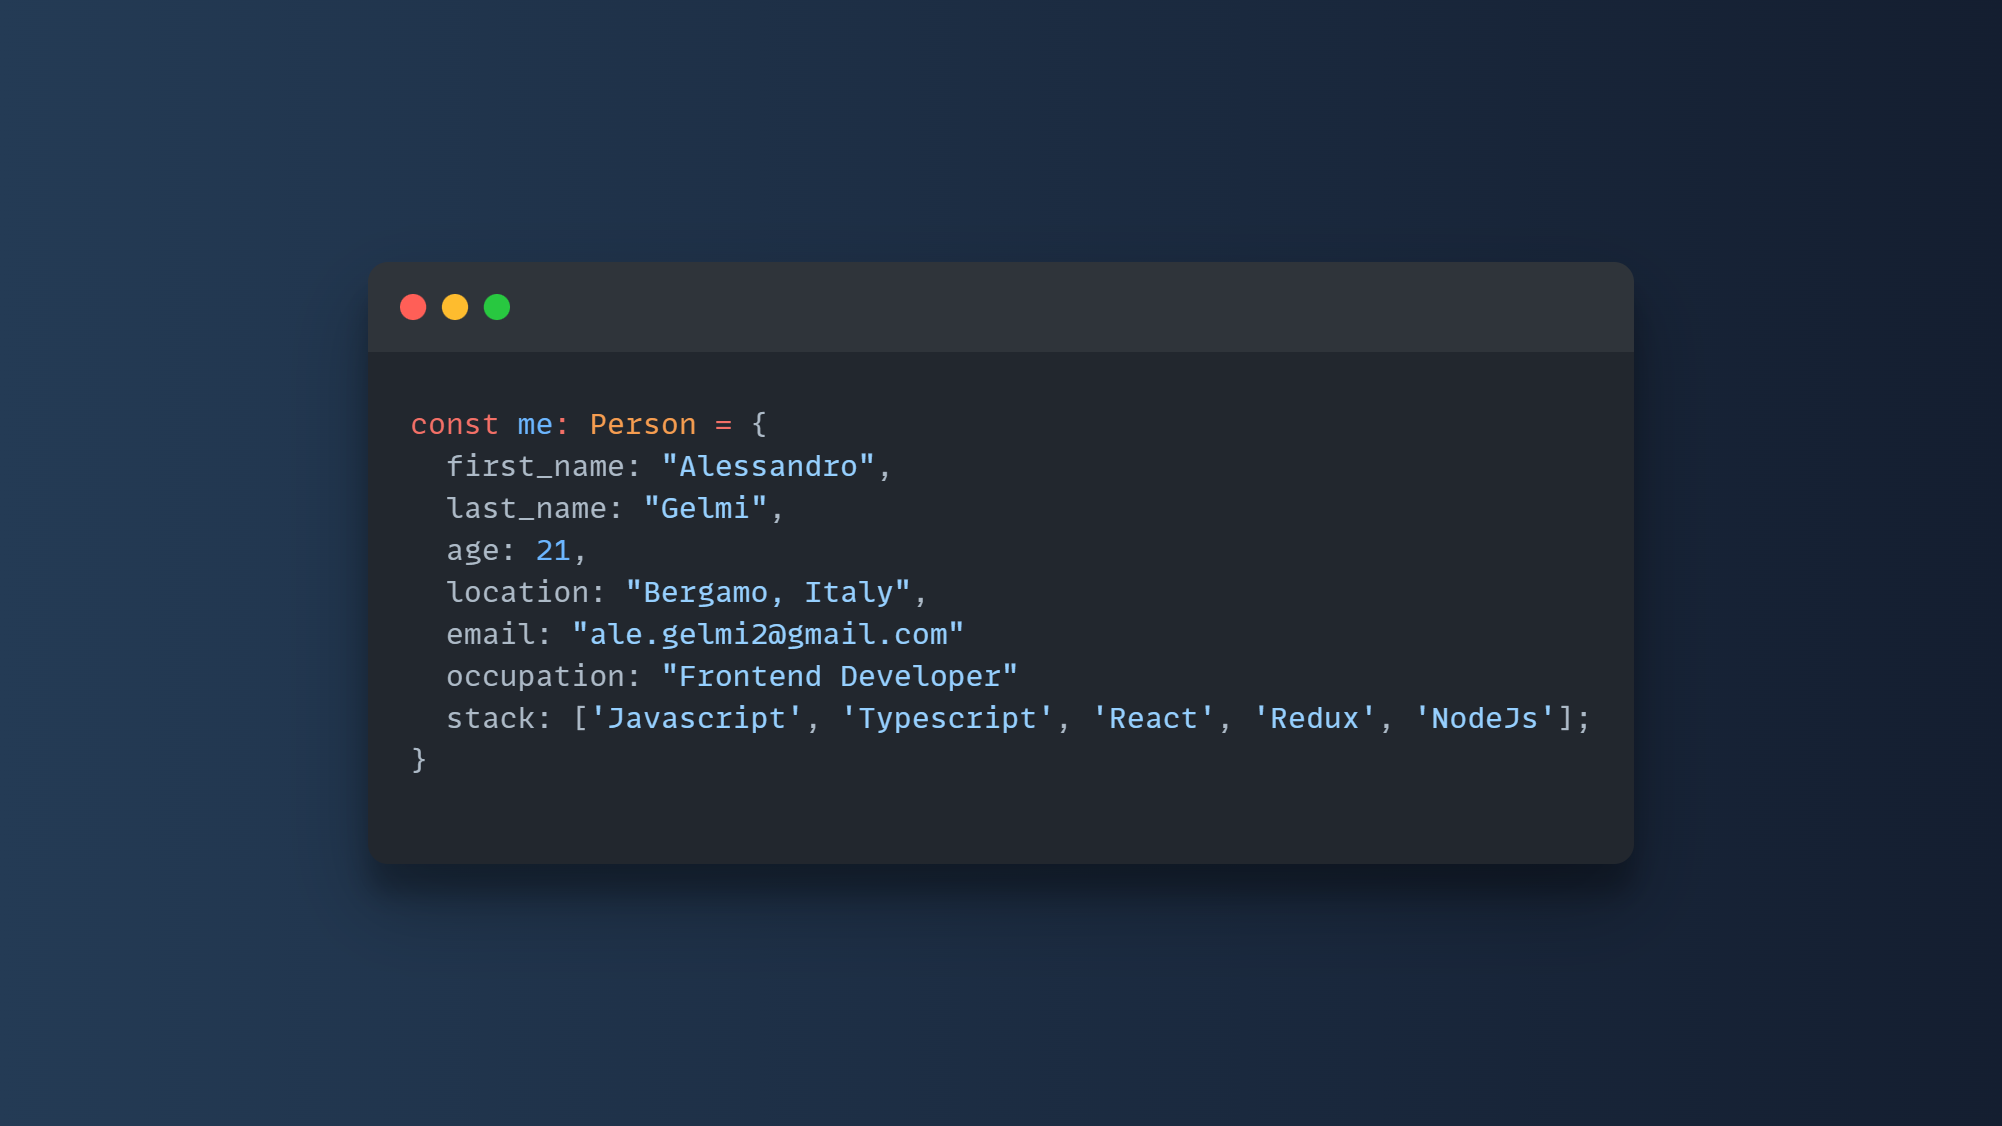 const me: Person = {
  first_name: "Alessandro",
  last_name: "Gelmi",
  age: 21,
  location: "Bergamo, Italy",
  email: "ale.gelmi2@gmail.com"
  occupation: "Frontend Developer"
  stack: ['Javascript', 'Typescript', 'React', 'Redux', 'NodeJs'];
}